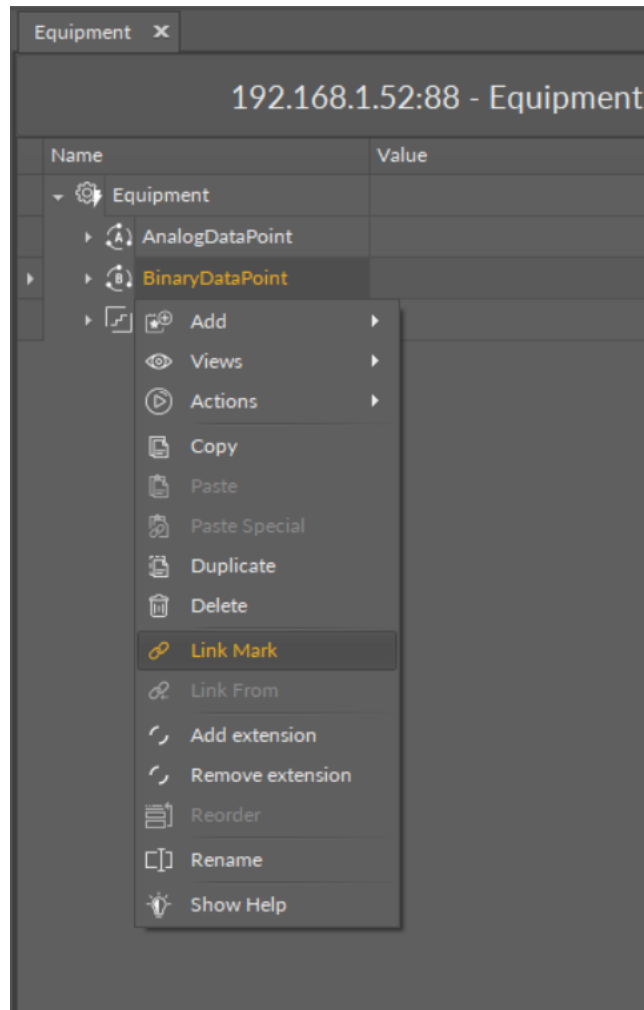 Equipment
192.168.1.52:88 - Equipment
Name Value
Equipment
AnalogDataPoint
BinaryDataPoint
Add
Views
Actions
Copy
Paste
Paste Special
Duplicate
Delete
Link Mark
Link From
Add extension
Remove extension
Reorder
Rename
Show Help